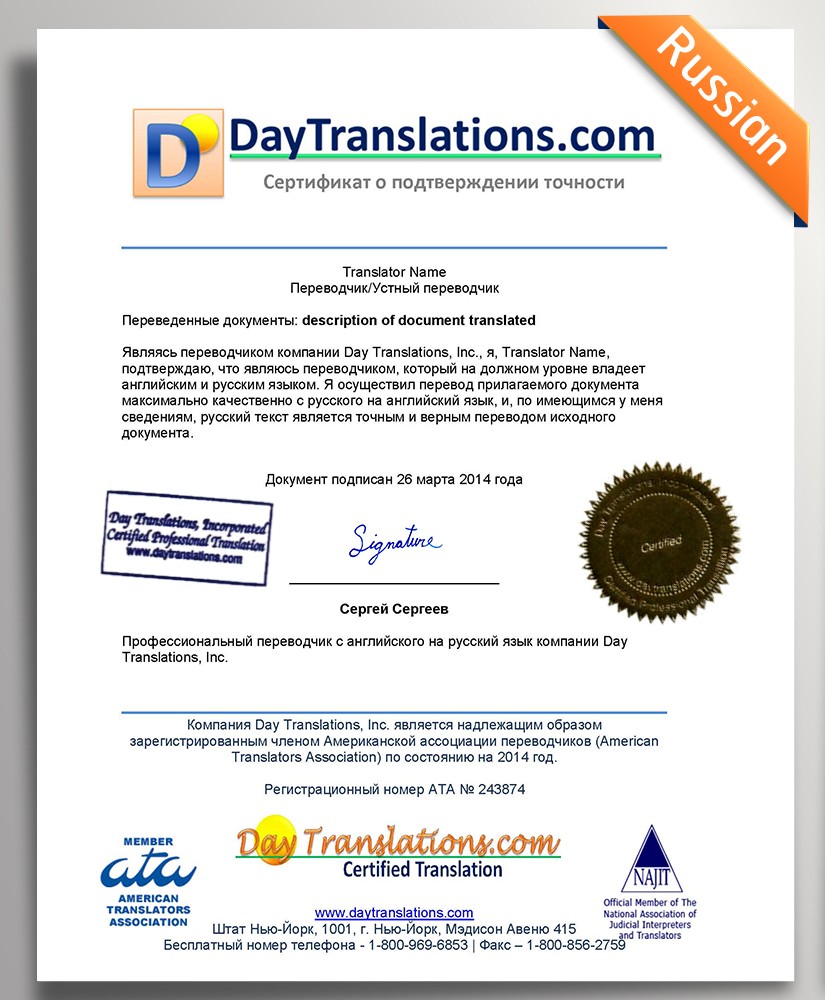 Russian
D
DayTranslations.com
Сертификат о подтверждении точности
Translator Name
Переводчик/Устный переводчик
Переведенные документы: description of document translated
Являясь переводчиком компании Day Translations, Inc., я, Translator Name,
подтверждаю, что являюсь переводчиком, который на должном уровне владеет
английским и русским языком. Я осуществил перевод прилагаемого документа
максимально качественно с русского на английский язык, и, по имеющимся у меня
сведениям, русский текст является точным и верным переводом исходного
документа.
Документ подписан 26 марта 2014 года
Day Translations, Incorporated
Certified Professional Translation
www.daytranslations.com
Signature
Day Translations Incorporated
Certified
www.daytranslations.com
Certified Professional Translation
Сергей Сергеев
Профессиональный переводчик с английского на русский язык компании Day
Translations, Inc.
Компания Day Translations, Inc. является надлежащим образом
зарегистрированным членом Американской ассоциации переводчиков (American
Translators Association) по состоянию на 2014 год.
Регистрационный номер АТА № 243874
MEMBER
ata
AMERICAN
TRANSLATORS
ASSOCIATION
Day Translations.com
Certified Translation
NAJIT
Official Member of The
National Association of
Judicial Interpreters
and Translators
www.daytranslations.com
Штат Нью-Йорк, 1001, г. Нью-Йорк, Мэдисон Авеню 415
Бесплатный номер телефона - 1-800-969-6853 | Факс – 1-800-856-2759